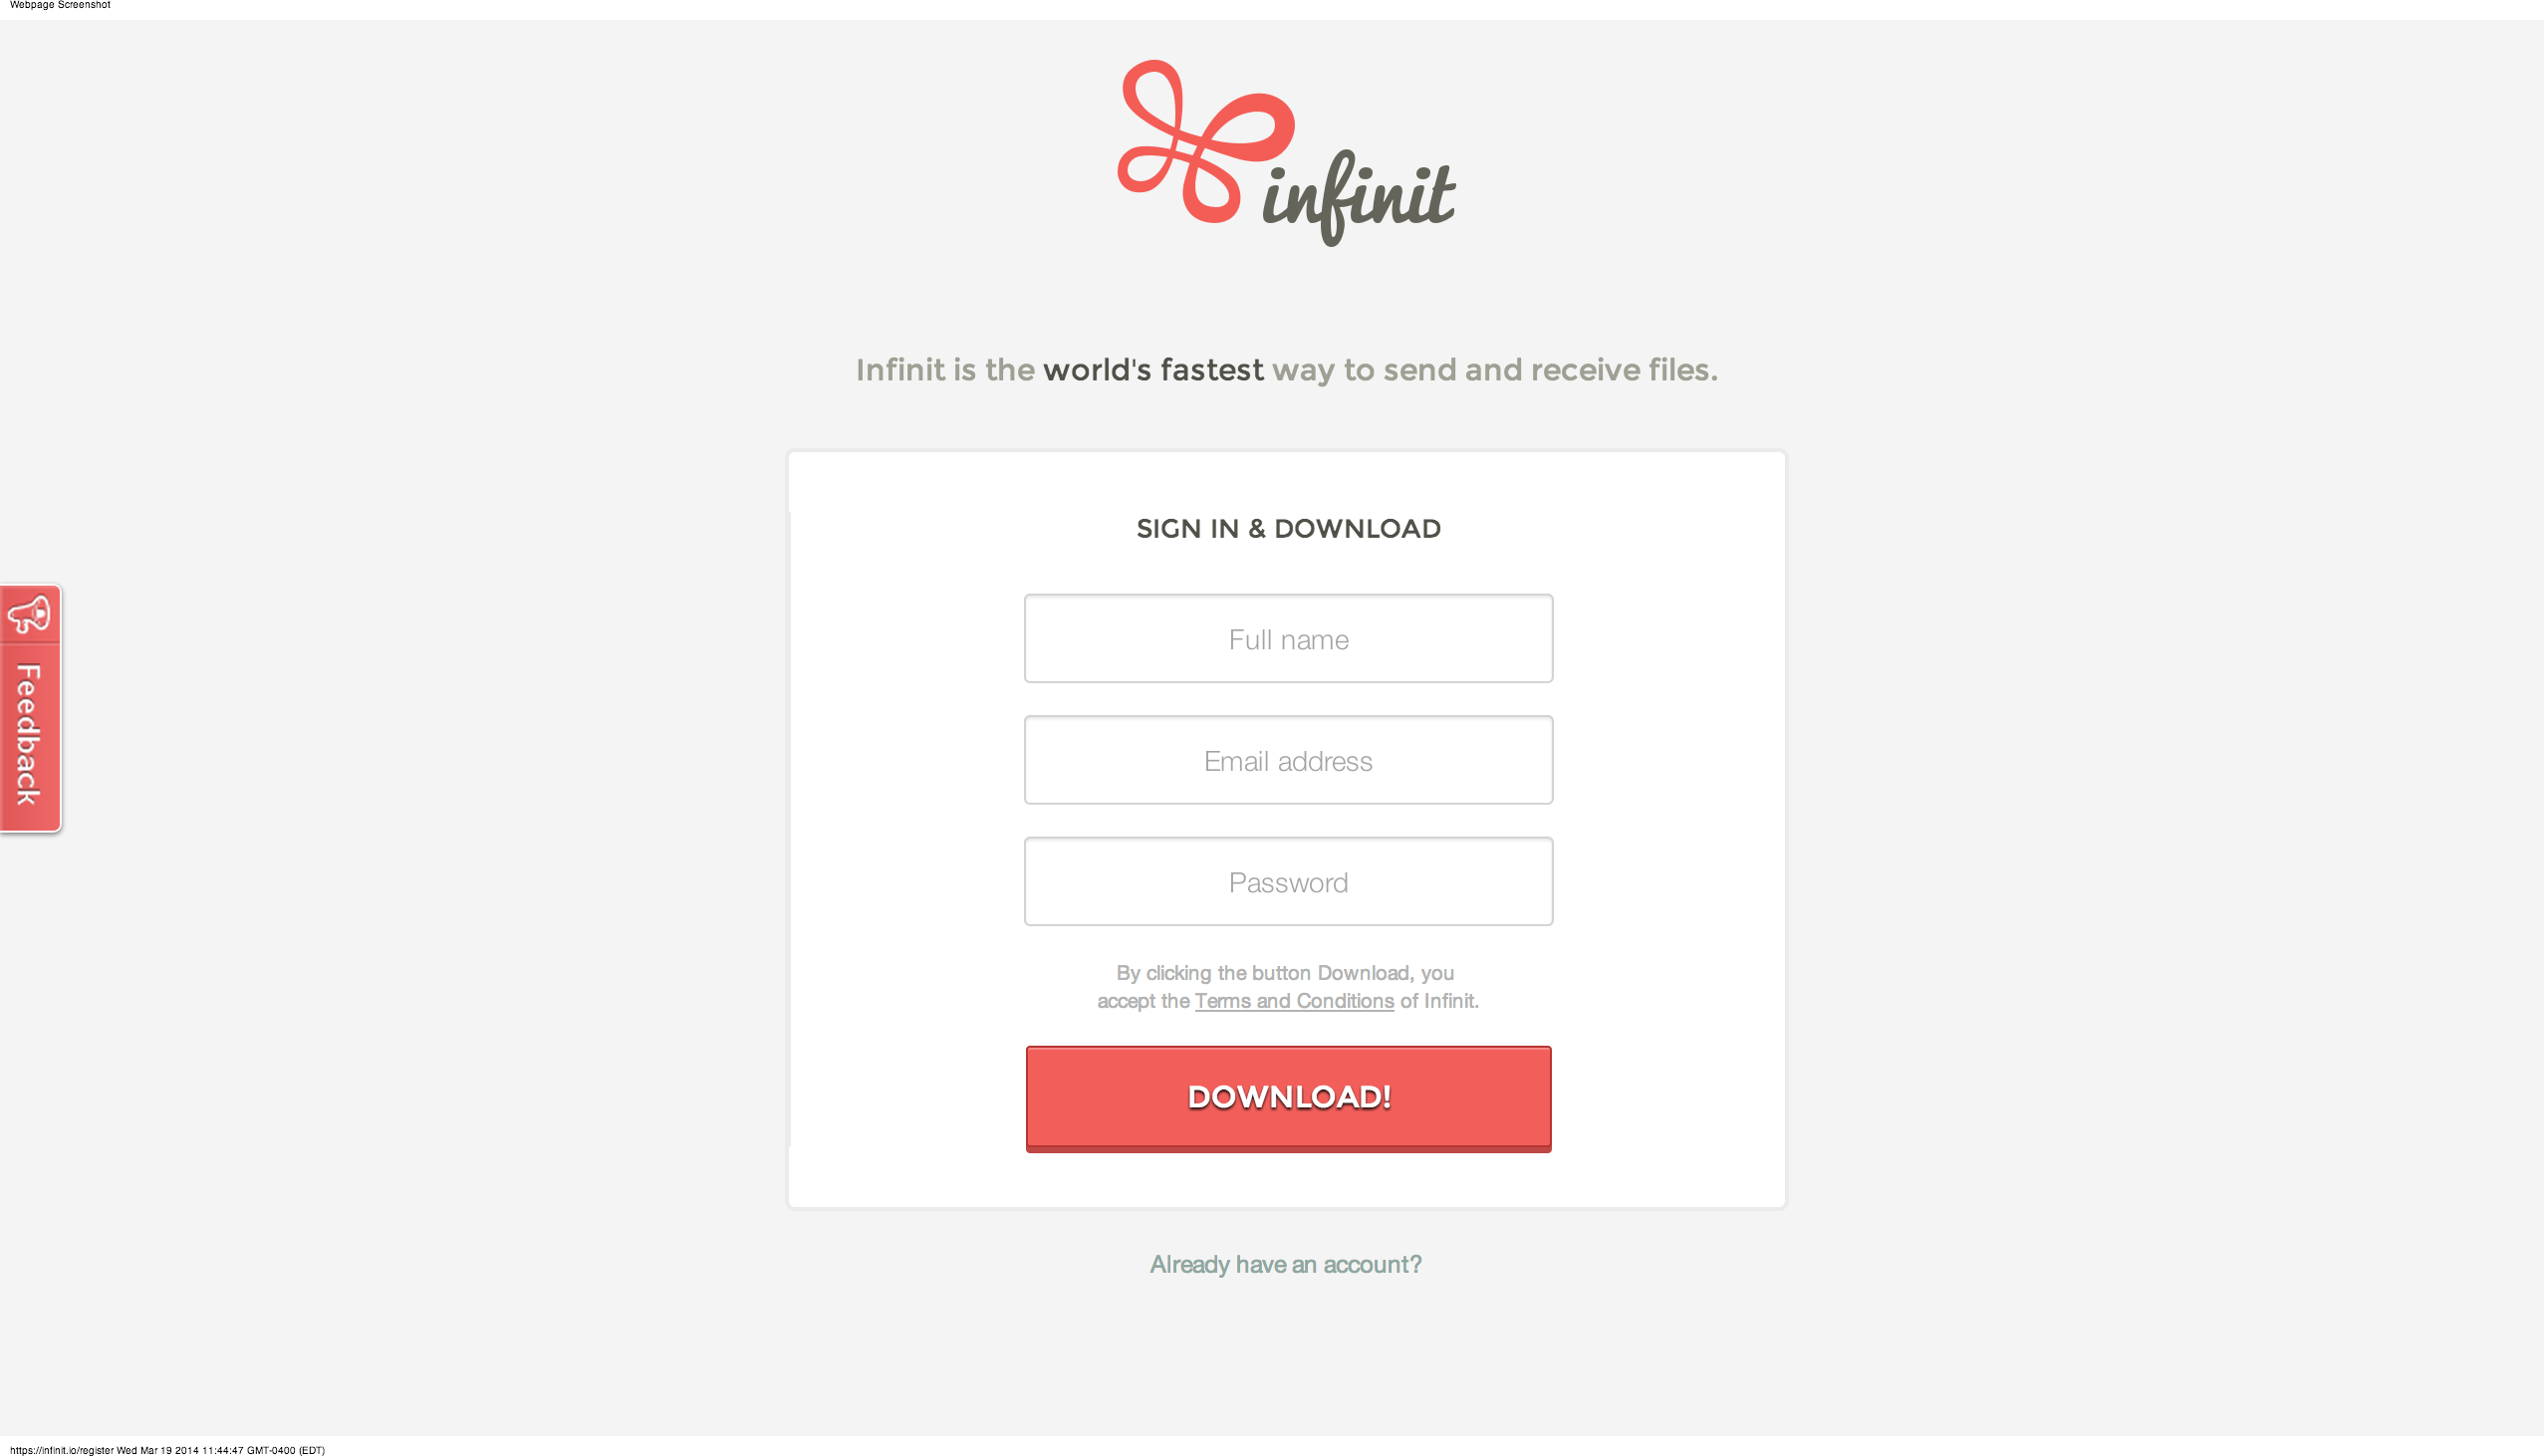 Webpage Screenshot
infinit
Infinit is the world's fastest way to send and receive files.
SIGN IN & DOWNLOAD
Full name
Email address
Password
By clicking the button Download, you
accept the Terms and Conditions of Infinit.
DOWNLOAD!
Already have an account?
Feedback
https://infinit.io/register Wed Mar 19 2014 11:44:47 GMT-0400 (EDT)